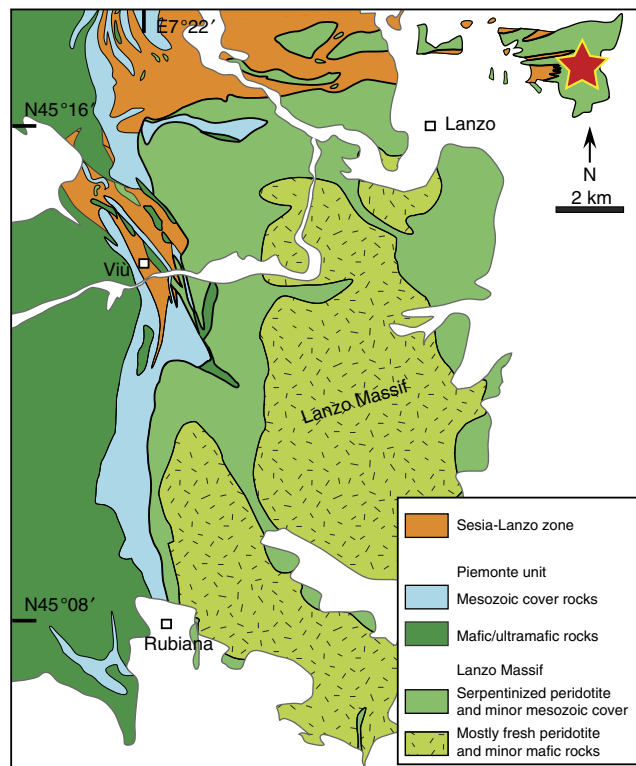 E7°22′
N45°16′
Lanzo
N
2 km
Viù
Lanzo Massif
N45°08′
Rubiana
Sesia-Lanzo zone
Piemonte unit
Mesozoic cover rocks
Mafic/ultramafic rocks
Lanzo Massif
Serpentinized peridotite
and minor mesozoic cover
Mostly fresh peridotite
and minor mafic rocks